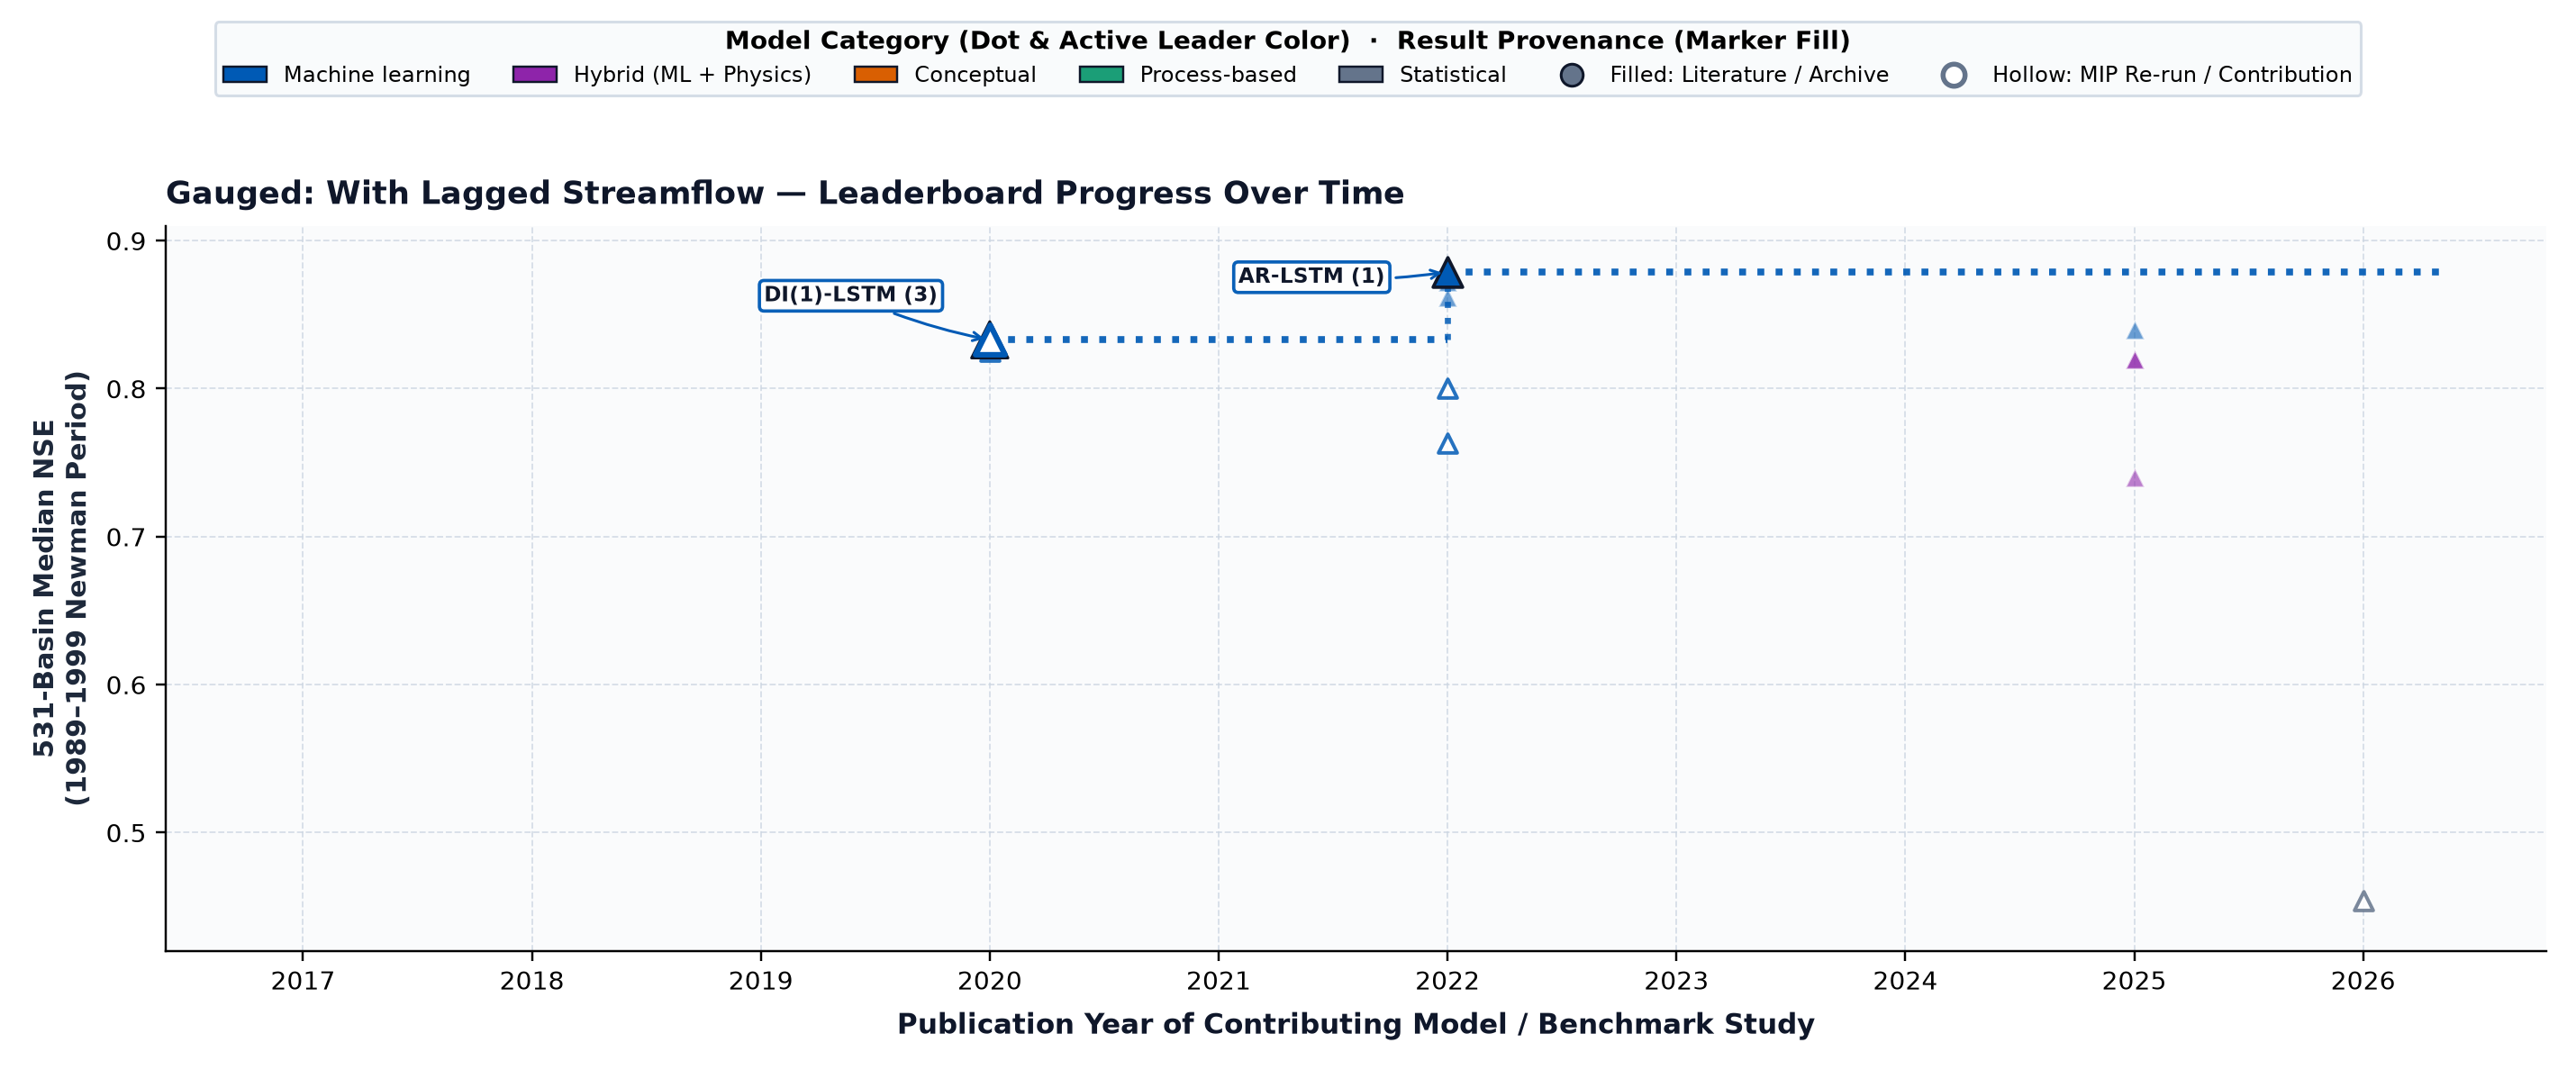 Model Category (Dot & Active Leader Color) · Result Provenance (Marker Fill)
Machine learning Hybrid (ML + Physics) Conceptual Process-based Statistical Filled: Literature / Archive Hollow: MIP Re-run / Contribution
Gauged: With Lagged Streamflow — Leaderboard Progress Over Time
0.9
0.8
0.7
0.6
0.5
531-Basin Median NSE
(1989–1999 Newman Period)
DI(1)-LSTM (3)
AR-LSTM (1)
2017 2018 2019 2020 2021 2022 2023 2024 2025 2026
Publication Year of Contributing Model / Benchmark Study